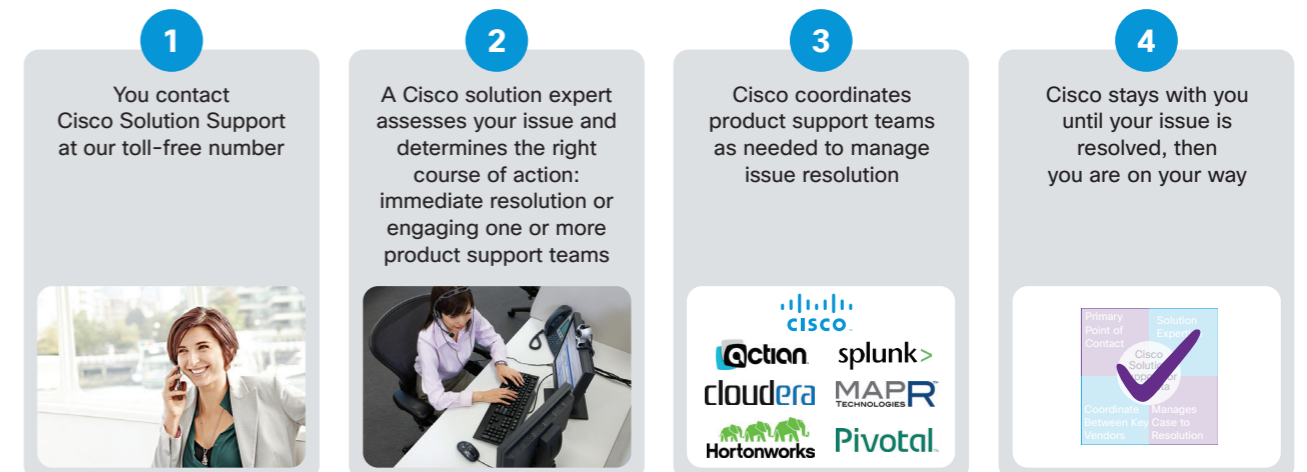 1
You contact
Cisco Solution Support
at our toll-free number
2
A Cisco solution expert
assesses your issue and
determines the right
course of action:
immediate resolution or
engaging one or more
product support teams
3
Cisco coordinates
product support teams
as needed to manage
issue resolution
CISCO
actian
splunk>
cloudera
MAPR
TECHNOLOGIES
Hortonworks
Pivotal
4
Cisco stays with you
until your issue is
resolved, then
you are on your way
Primary
Point of
Contact
Solution
Cisco
Coordinate
Between Key
Vendors
Manages
Case to
Resolution